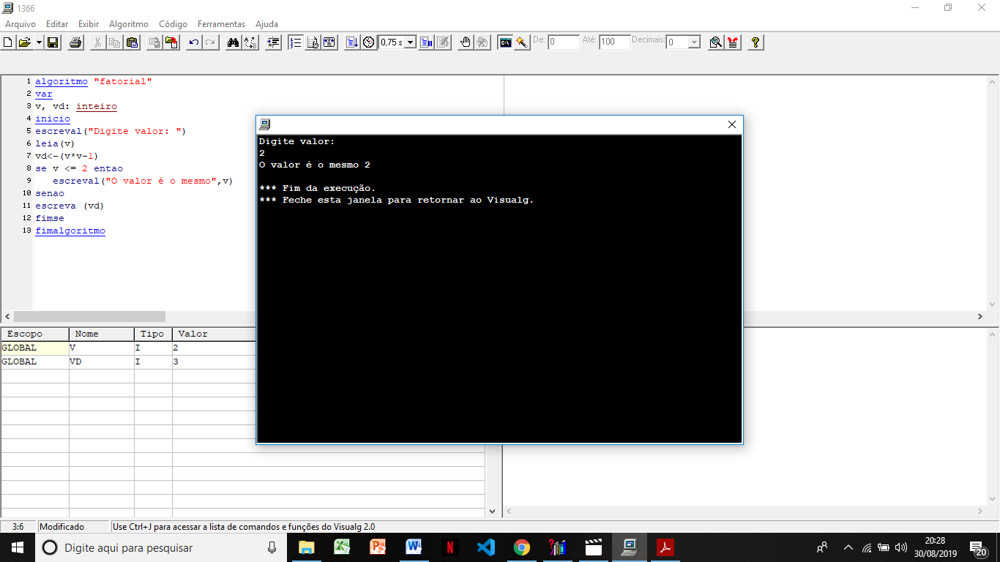 1366
Arquivo Editar Exibir Algoritmo Código Ferramentas Ajuda
0,75 s De: 0 Até: 100 Decimais: 0
1 algoritmo "fatorial"
2 var
3 v, vd: inteiro
4 inicio
5 escreval("Digite valor: ")
6 leia(v)
7 vd<-(v*v-1)
8 se v <= 2 entao
9 escreval("O valor é o mesmo",v)
10 senao
11 escreva (vd)
12 fimse
13 fimalgoritmo
Digite valor:
2
O valor é o mesmo 2
*** Fim da execução.
*** Feche esta janela para retornar ao Visualg.
Escopo Nome Tipo Valor
GLOBAL V I 2
GLOBAL VD I 3
3:6 Modificado Use Ctrl+J para acessar a lista de comandos e funções do Visualg 2.0
Digite aqui para pesquisar
20:28
30/08/2019
20